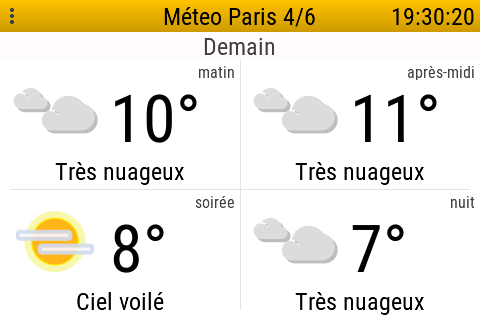 Méteo Paris 4/6 19:30:20
Demain
matin
10°
Très nuageux
après-midi
11°
Très nuageux
soirée
8°
Ciel voilé
nuit
7°
Très nuageux